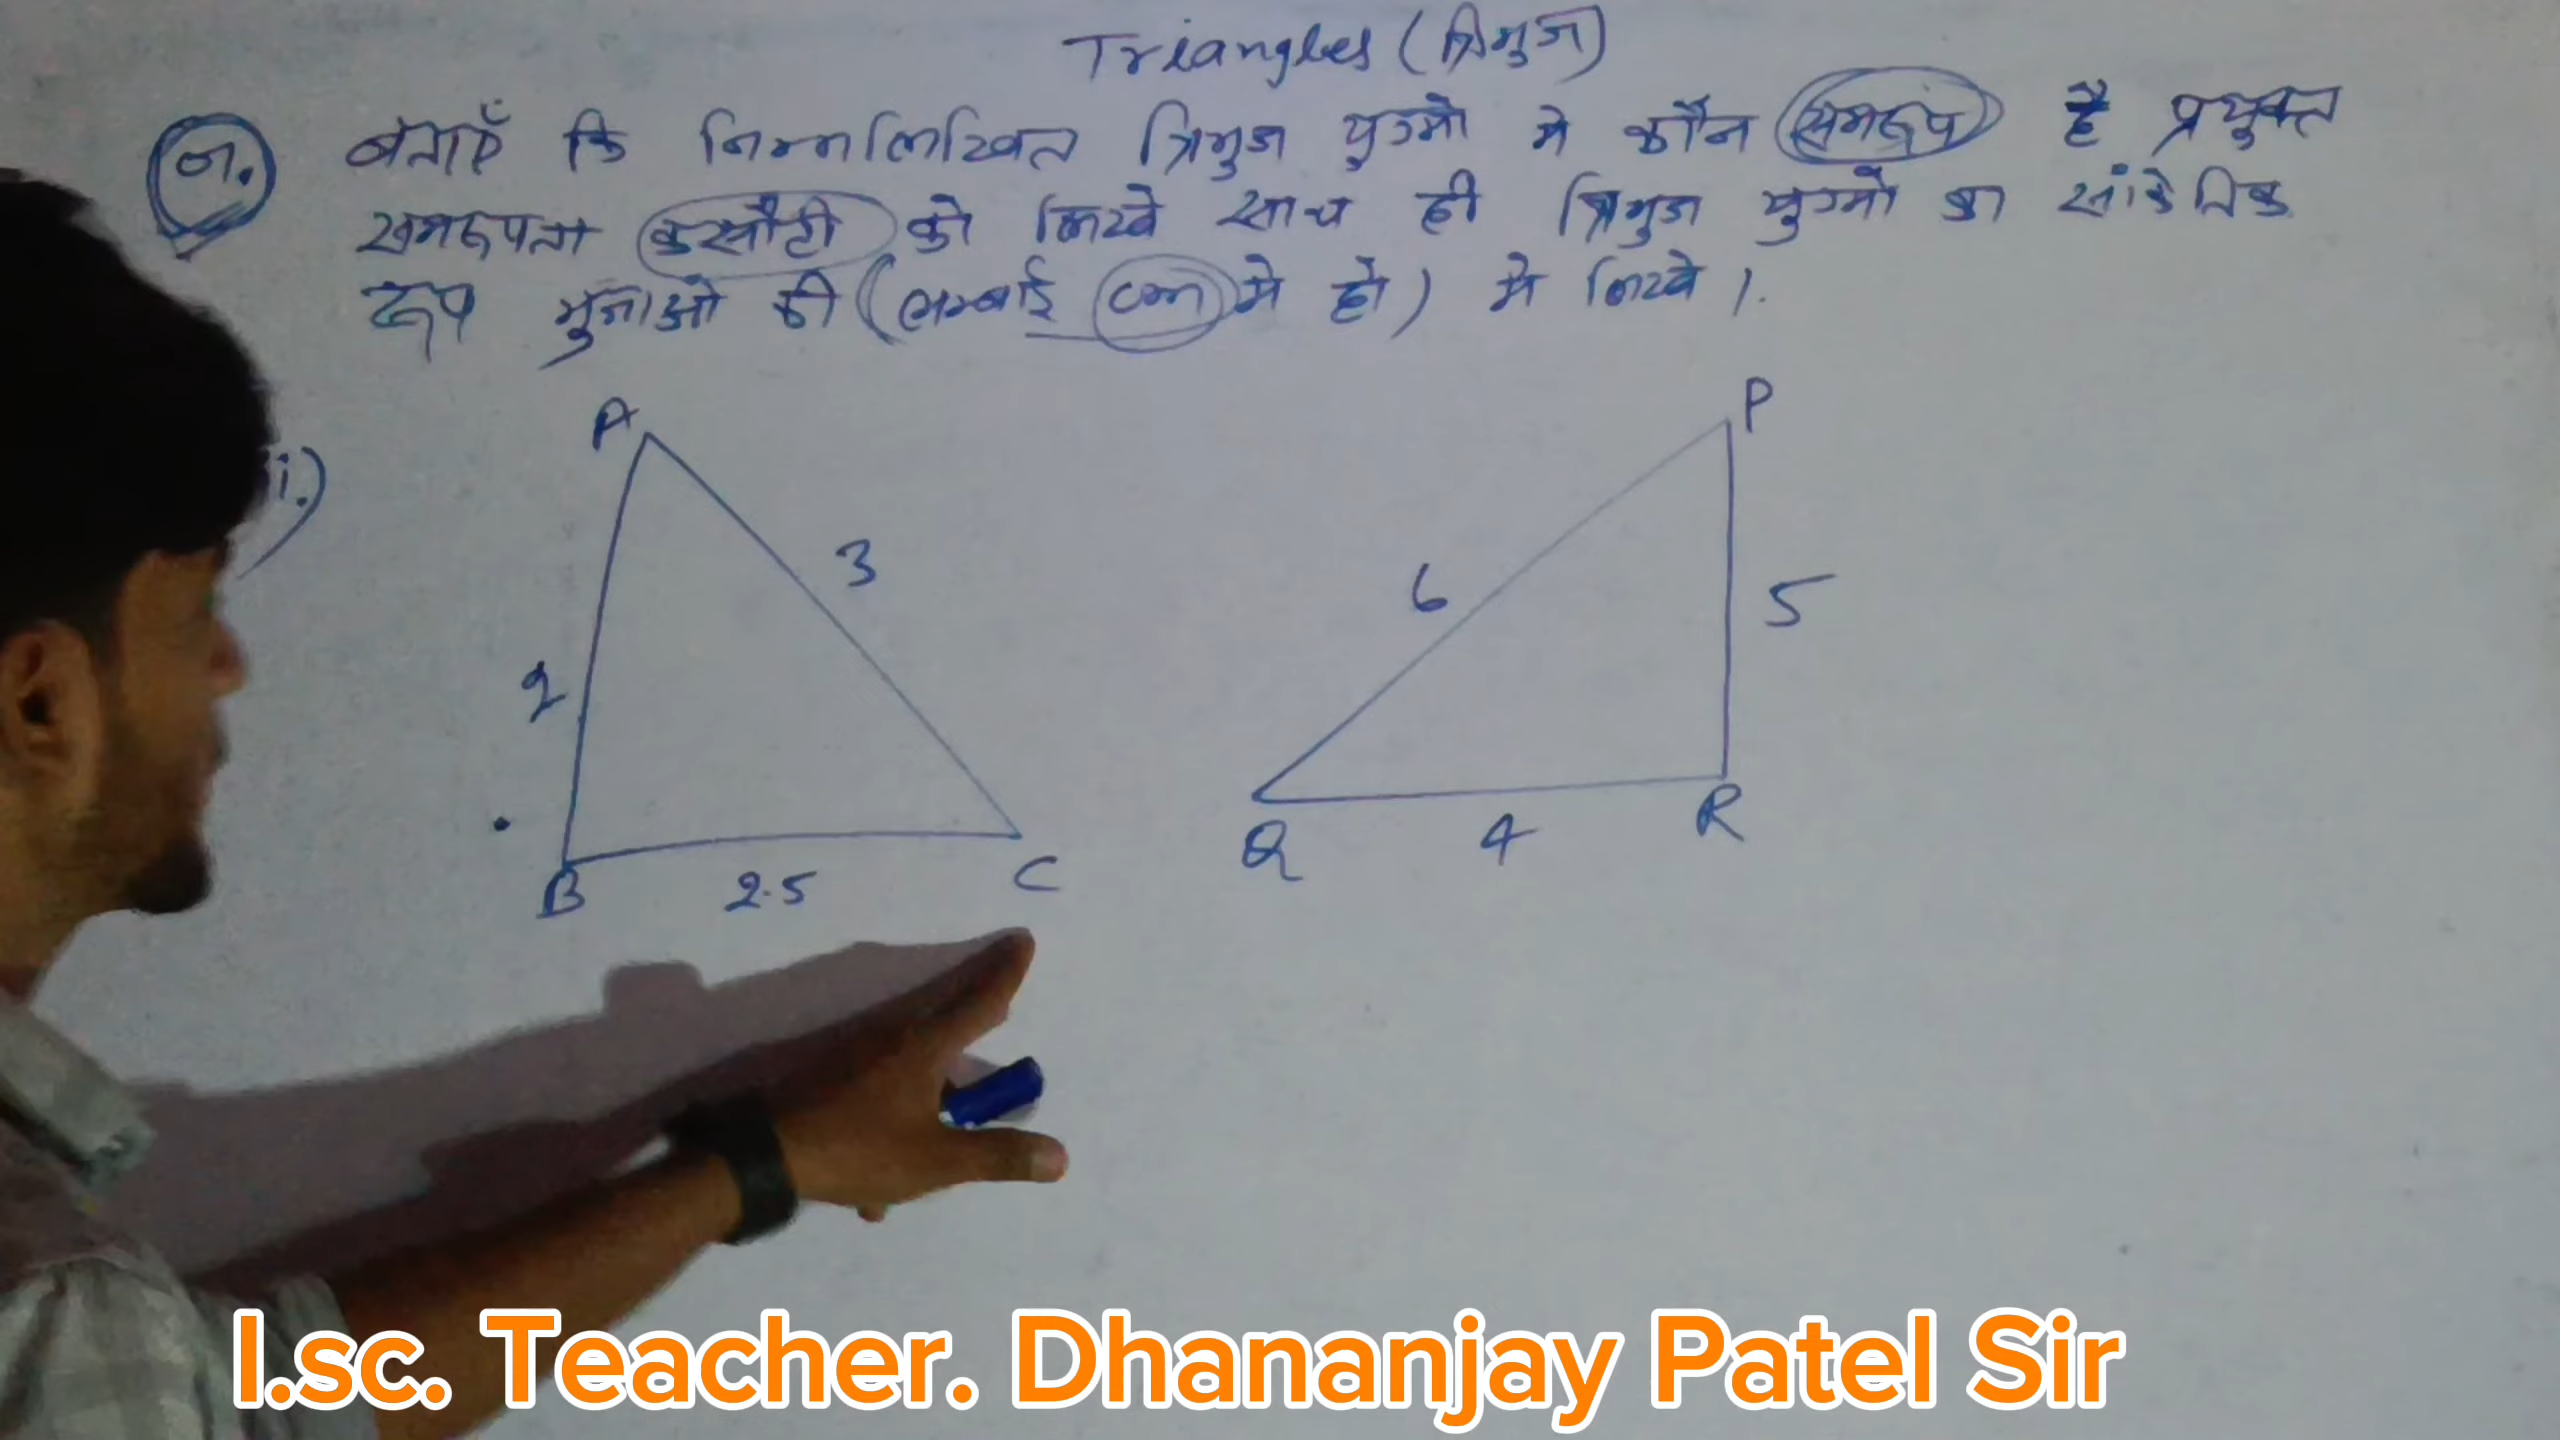 Triangles (त्रिभुज)
प्र. बताएँ कि निम्नलिखित त्रिभुज युग्मो मे कौन समरूप है प्रयुक्त
समरूपता कसौटी को लिखे साथ ही त्रिभुज युग्मो का सांकेतिक
रूप भुजाओ की (लम्बाई cm मे हो) मे लिखे ।.
i.)
A
P
3
6
5
2
B
2.5
C
Q
4
R
I.sc. Teacher. Dhananjay Patel Sir